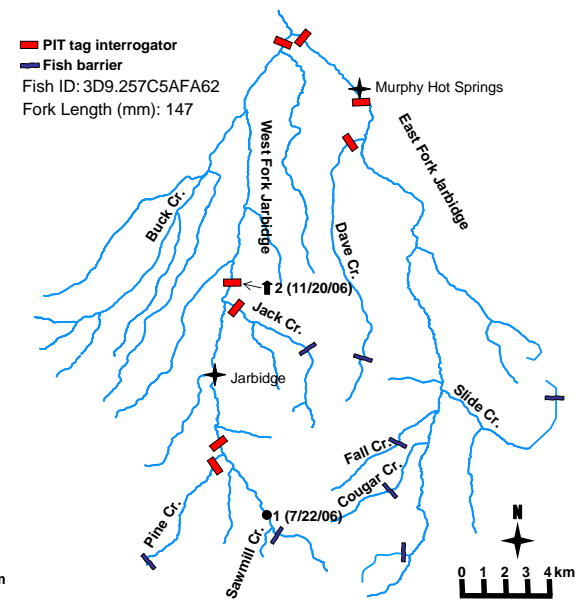 PIT tag interrogator
Fish barrier
Fish ID: 3D9.257C5AFA62
Fork Length (mm): 147
Murphy Hot Springs
West Fork Jarbidge
East Fork Jarbidge
Buck Cr.
Dave Cr.
2 (11/20/06)
Jack Cr.
Jarbidge
Slide Cr.
Fall Cr.
Cougar Cr.
1 (7/22/06)
Pine Cr.
Sawmill Cr.
N
0 1 2 3 4 km
m